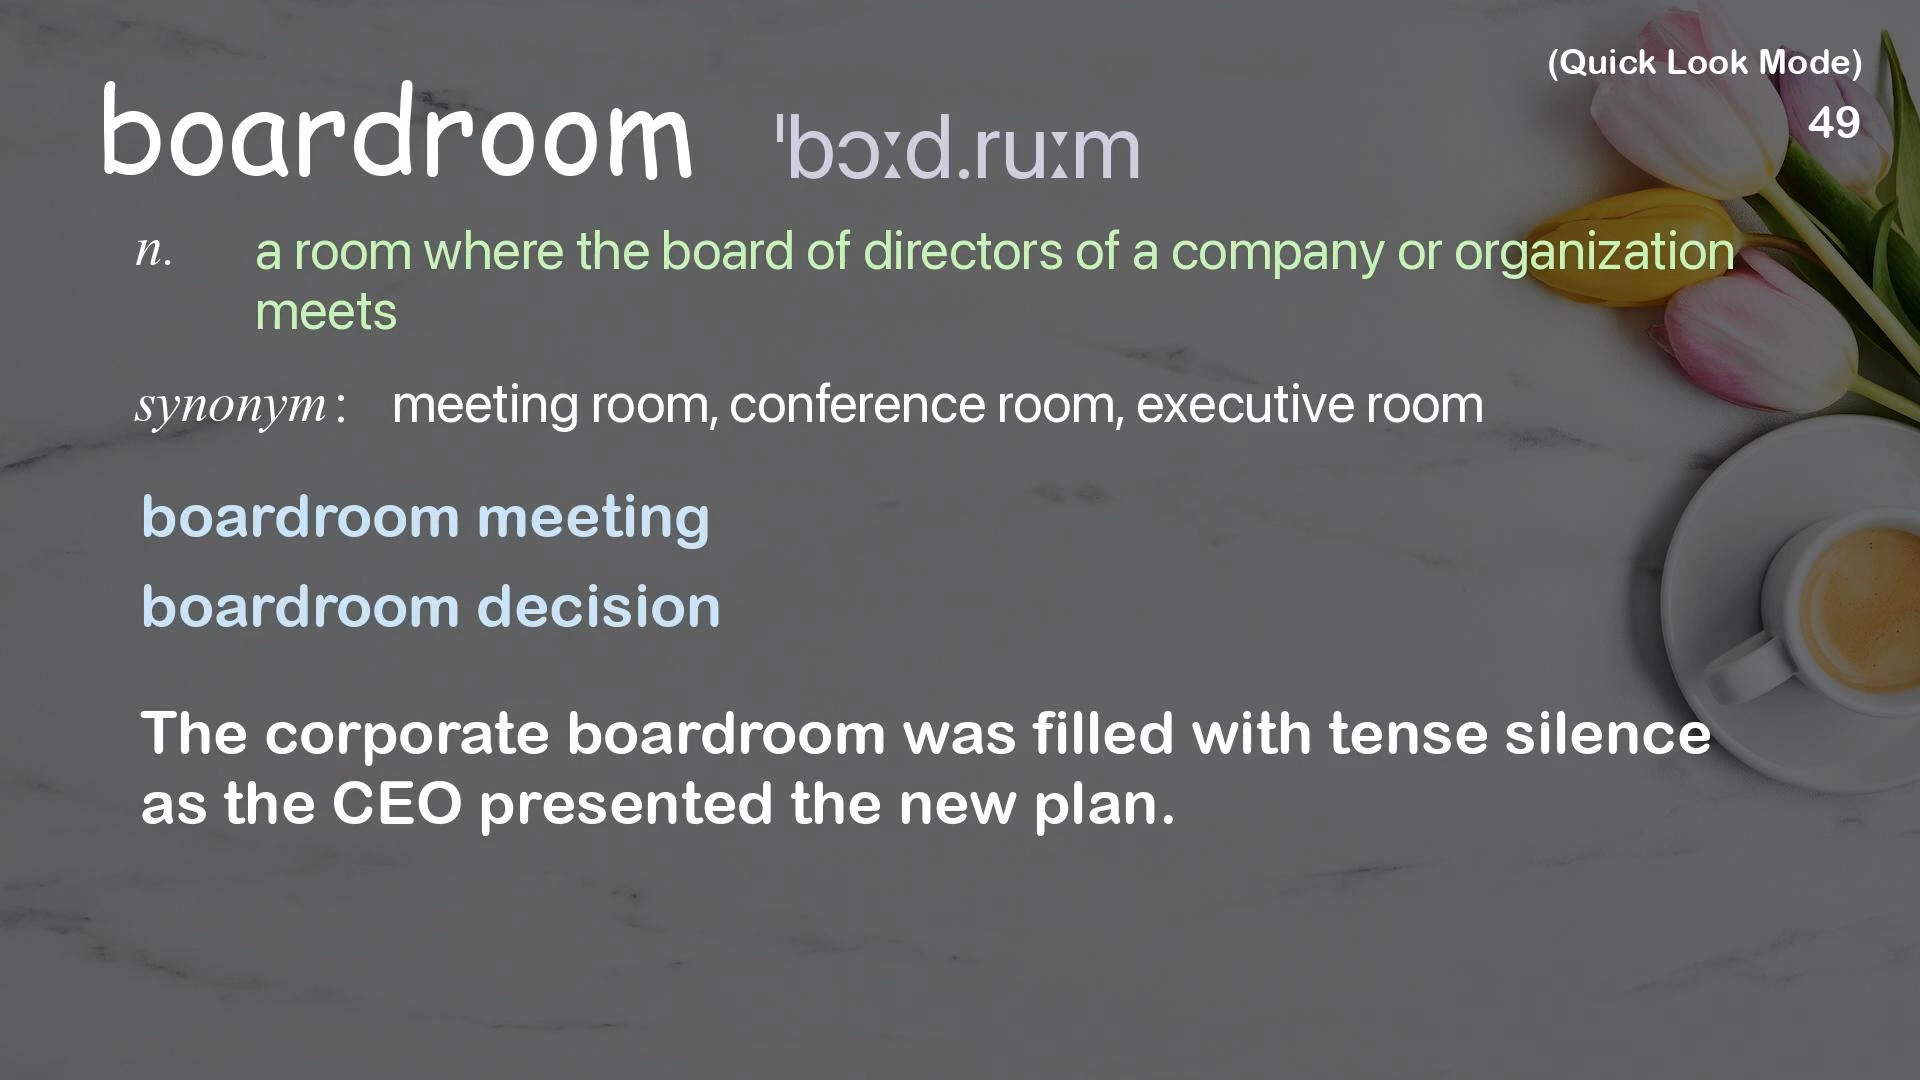 (Quick Look Mode)
49
boardroom ˈbɔːd.ruːm
n. a room where the board of directors of a company or organization
meets
synonym: meeting room, conference room, executive room
boardroom meeting
boardroom decision
The corporate boardroom was filled with tense silence
as the CEO presented the new plan.